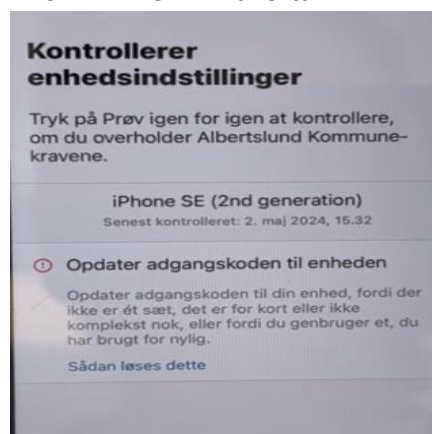 Kontrollerer
enhedsindstillinger
Tryk på Prøv igen for igen at kontrollere,
om du overholder Albertslund Kommune-
kravene.
iPhone SE (2nd generation)
Senest kontrolleret: 2. maj 2024, 15.32
Opdater adgangskoden til enheden
Opdater adgangskoden til din enhed, fordi der
ikke er ét sæt, det er for kort eller ikke
komplekst nok, eller fordi du genbruger et, du
har brugt for nylig.
Sådan løses dette